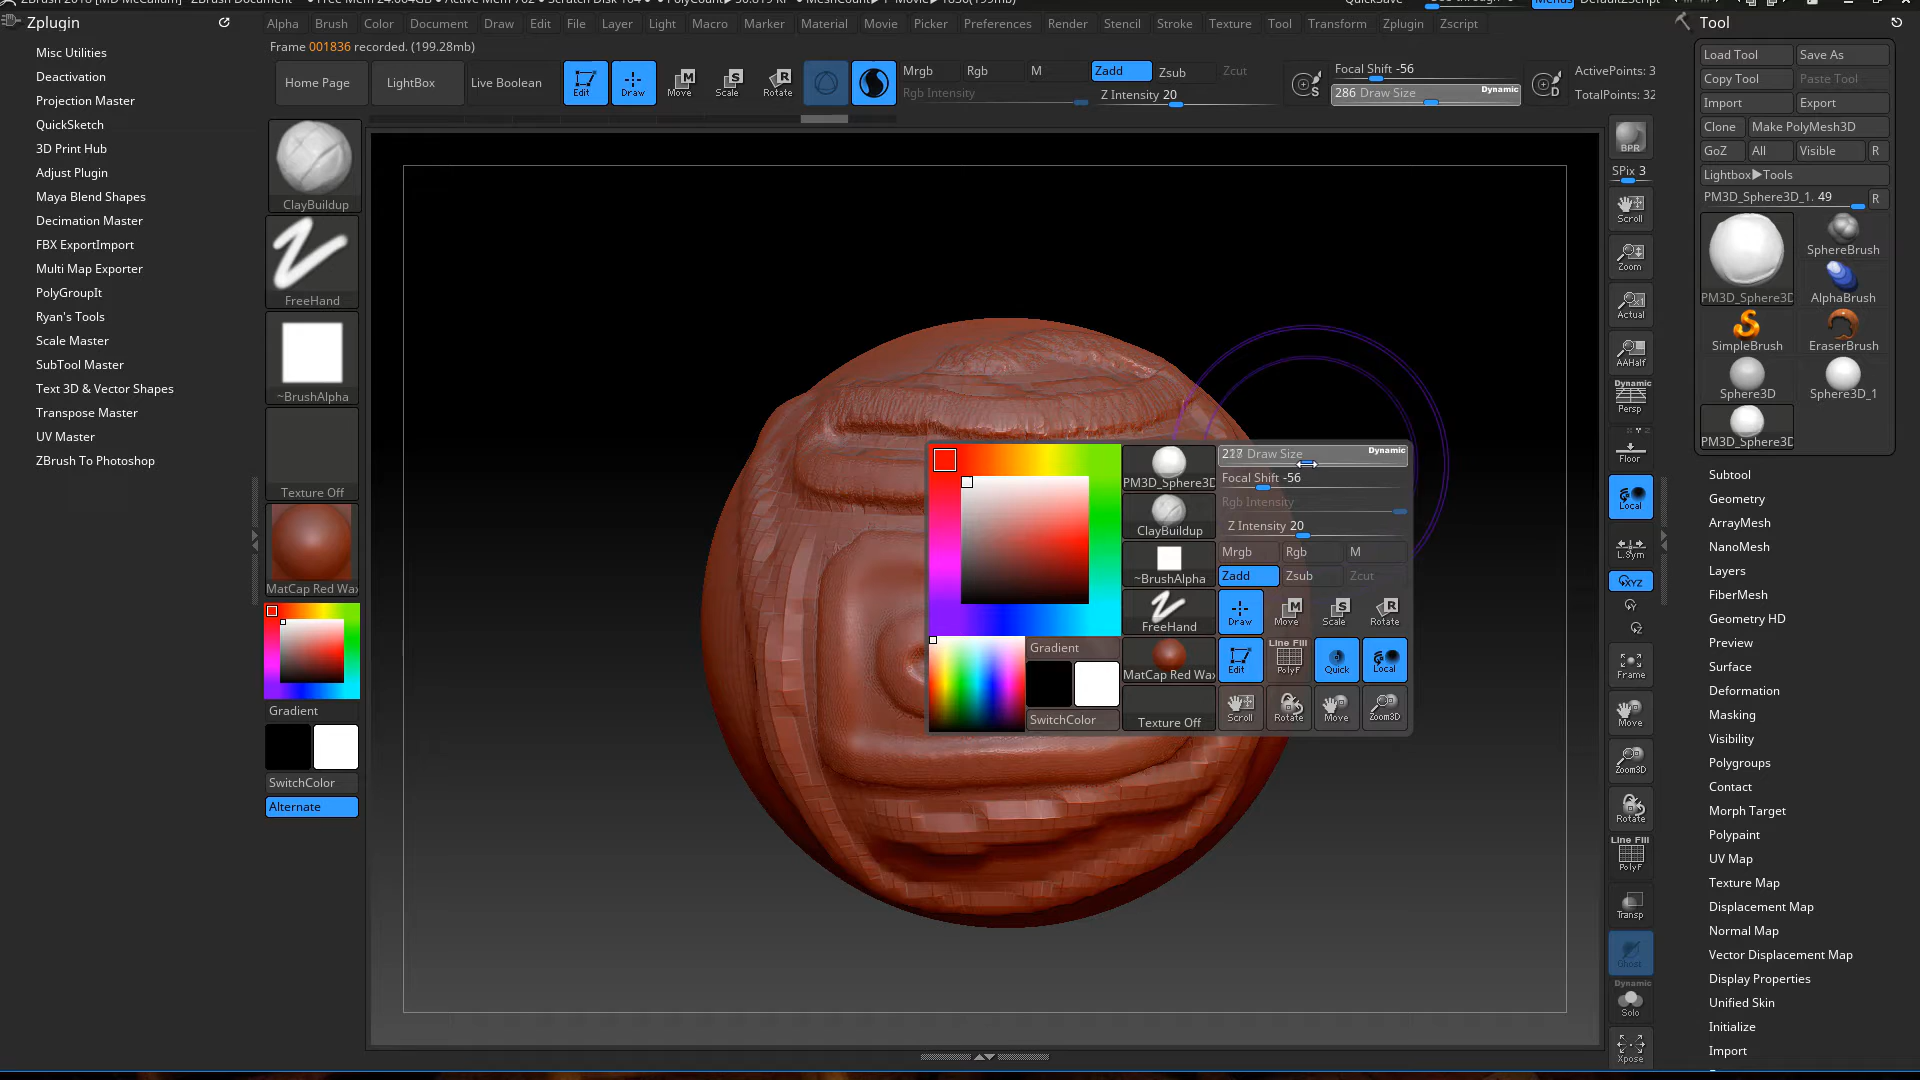 Zplugin
Misc Utilities
Deactivation
Projection Master
QuickSketch
3D Print Hub
Adjust Plugin
Maya Blend Shapes
Decimation Master
FBX ExportImport
Multi Map Exporter
PolyGroupIt
Ryan's Tools
Scale Master
SubTool Master
Text 3D & Vector Shapes
Transpose Master
UV Master
ZBrush To Photoshop
Alpha Brush Color Document Draw Edit File Layer Light Macro Marker Material Movie Picker Preferences Render Stencil Stroke Texture Tool Transform Zplugin Zscript
Frame 001836 recorded. (199.28mb)
Home Page
LightBox
Live Boolean
Edit
Draw
Move
Scale
Rotate
Mrgb Rgb M
Rgb Intensity
Zadd Zsub Zcut
Z Intensity 20
Focal Shift -56
286 Draw Size Dynamic
ActivePoints: 3
TotalPoints: 32
ClayBuildup
FreeHand
~BrushAlpha
Texture Off
MatCap Red Wax
Gradient
SwitchColor
Alternate
PM3D_Sphere3D
ClayBuildup
~BrushAlpha
FreeHand
MatCap Red Wax
Texture Off
Gradient
SwitchColor
Draw Size Dynamic
Focal Shift -56
Rgb Intensity
Z Intensity 20
Mrgb Rgb M
Zadd Zsub Zcut
Draw Move Scale Rotate
Line Fill
Edit PolyF Quick Local
Scroll Rotate Move Zoom3D
BPR
SPix 3
Scroll
Zoom
Actual
AAHalf
Dynamic
Persp
Floor
Local
L.Sym
XYZ
Frame
Move
Zoom3D
Rotate
Line Fill
PolyF
Transp
Ghost
Dynamic
Solo
Xpose
Tool
Load Tool Save As
Copy Tool Paste Tool
Import Export
Clone Make PolyMesh3D
GoZ All Visible R
Lightbox▶Tools
PM3D_Sphere3D_1. 49 R
PM3D_Sphere3D
SphereBrush
AlphaBrush
SimpleBrush
EraserBrush
Sphere3D
Sphere3D_1
PM3D_Sphere3D
Subtool
Geometry
ArrayMesh
NanoMesh
Layers
FiberMesh
Geometry HD
Preview
Surface
Deformation
Masking
Visibility
Polygroups
Contact
Morph Target
Polypaint
UV Map
Texture Map
Displacement Map
Normal Map
Vector Displacement Map
Display Properties
Unified Skin
Initialize
Import